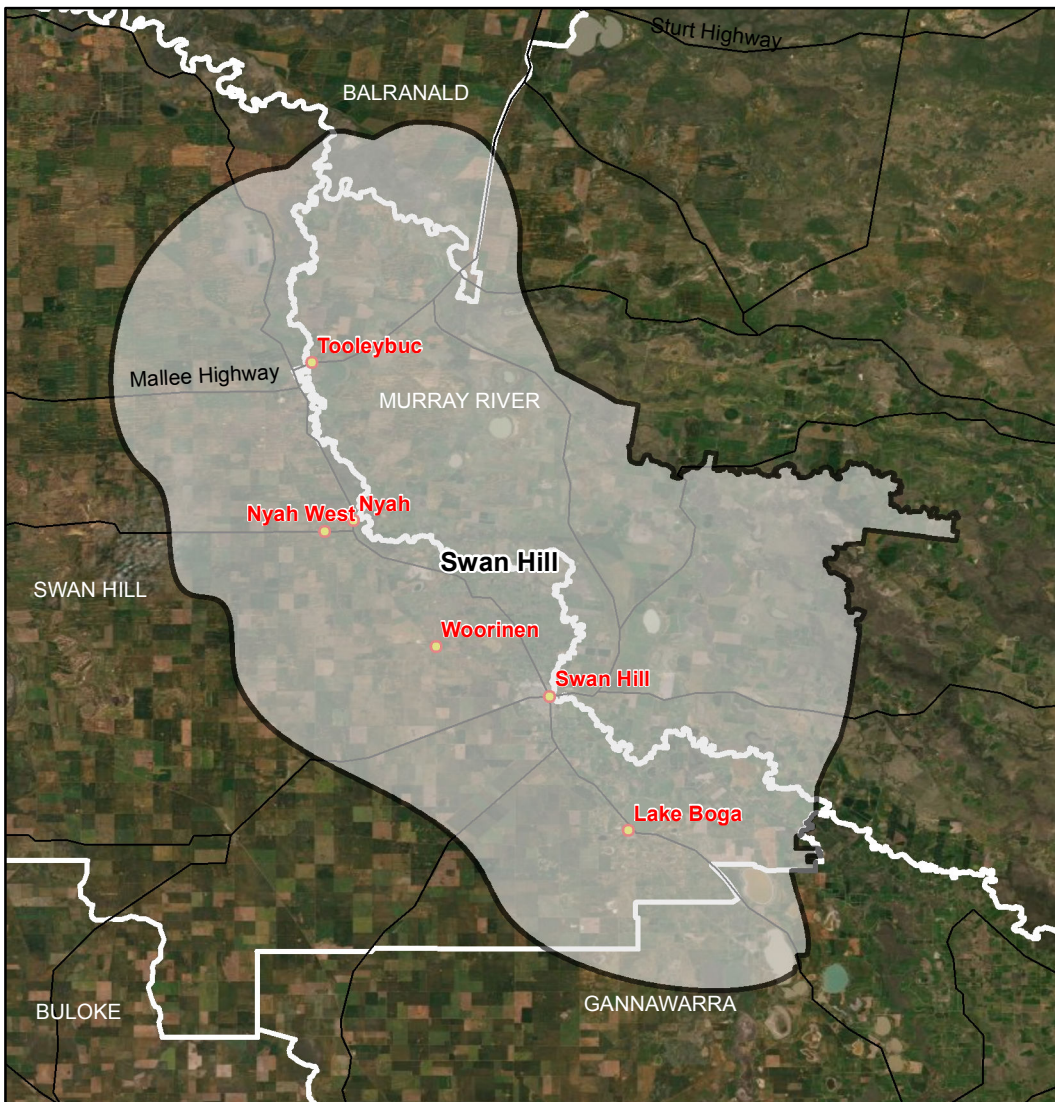 Sturt Highway
BALRANALD
Tooleybuc
Mallee Highway
MURRAY RIVER
Nyah
Nyah West
Swan Hill
SWAN HILL
Woorinen
Swan Hill
Lake Boga
GANNAWARRA
BULOKE